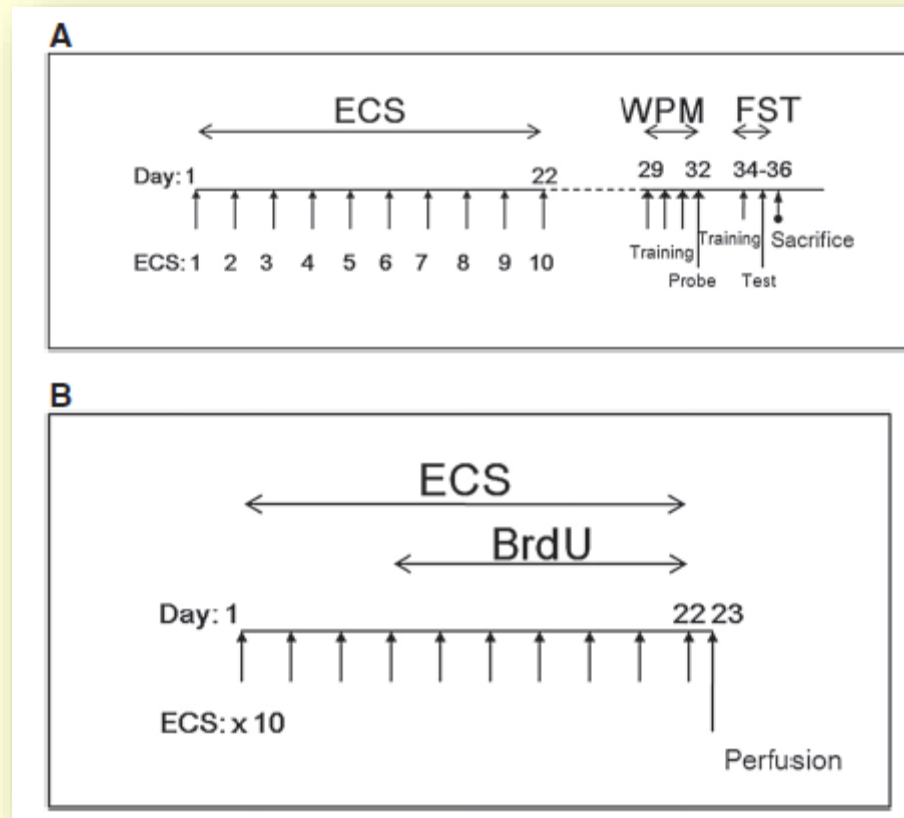 A
ECS WPM FST
Day: 1 22 29 32 34-36
Training Training Sacrifice
ECS: 1 2 3 4 5 6 7 8 9 10
Probe Test
B
ECS
BrdU
Day: 1 22 23
ECS: x 10
Perfusion